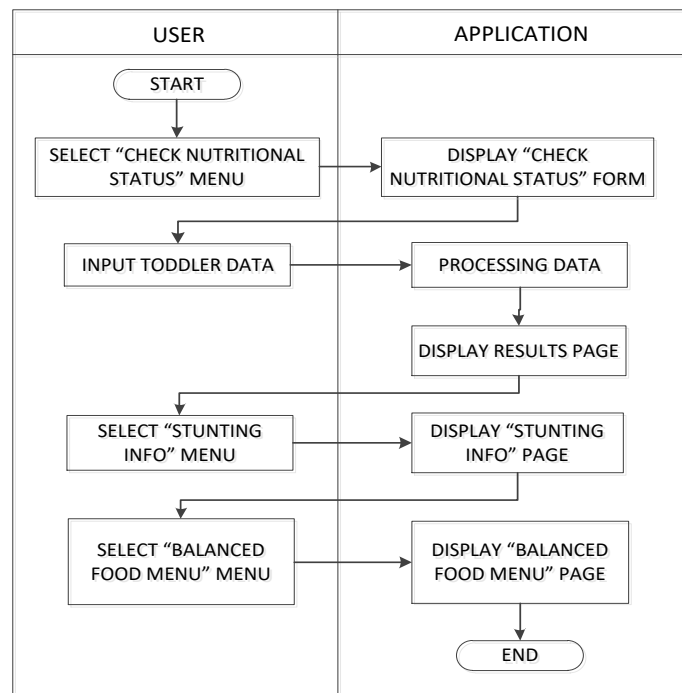 USER
APPLICATION
START
SELECT “CHECK NUTRITIONAL
STATUS” MENU
DISPLAY “CHECK
NUTRITIONAL STATUS” FORM
INPUT TODDLER DATA
PROCESSING DATA
DISPLAY RESULTS PAGE
SELECT “STUNTING
INFO” MENU
DISPLAY “STUNTING
INFO” PAGE
SELECT “BALANCED
FOOD MENU” MENU
DISPLAY “BALANCED
FOOD MENU” PAGE
END